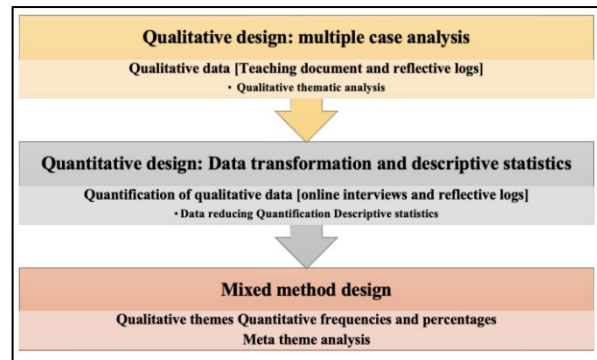 Qualitative design: multiple case analysis
Qualitative data [Teaching document and reflective logs]
• Qualitative thematic analysis
Quantitative design: Data transformation and descriptive statistics
Quantification of qualitative data [online interviews and reflective logs]
• Data reducing Quantification Descriptive statistics
Mixed method design
Qualitative themes Quantitative frequencies and percentages
Meta theme analysis